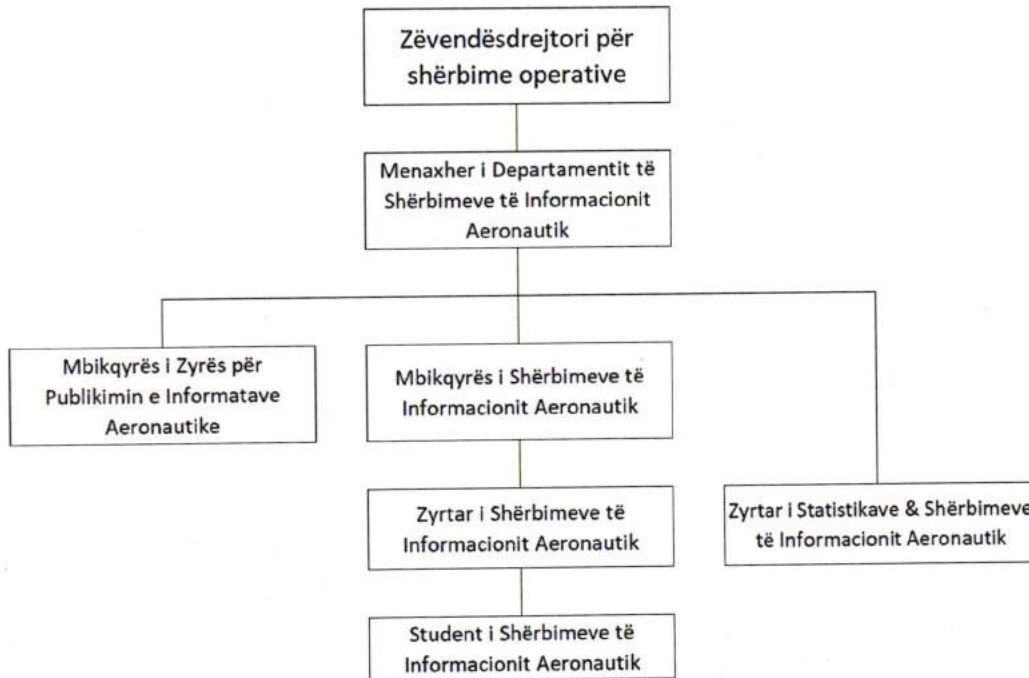 Zëvendësdrejtori për
shërbime operative
Menaxher i Departamentit të
Shërbimeve të Informacionit
Aeronautik
Mbikqyrës i Zyrës për
Publikimin e Informatave
Aeronautike
Mbikqyrës i Shërbimeve të
Informacionit Aeronautik
Zyrtar i Shërbimeve të
Informacionit Aeronautik
Zyrtar i Statistikave & Shërbimeve
të Informacionit Aeronautik
Student i Shërbimeve të
Informacionit Aeronautik